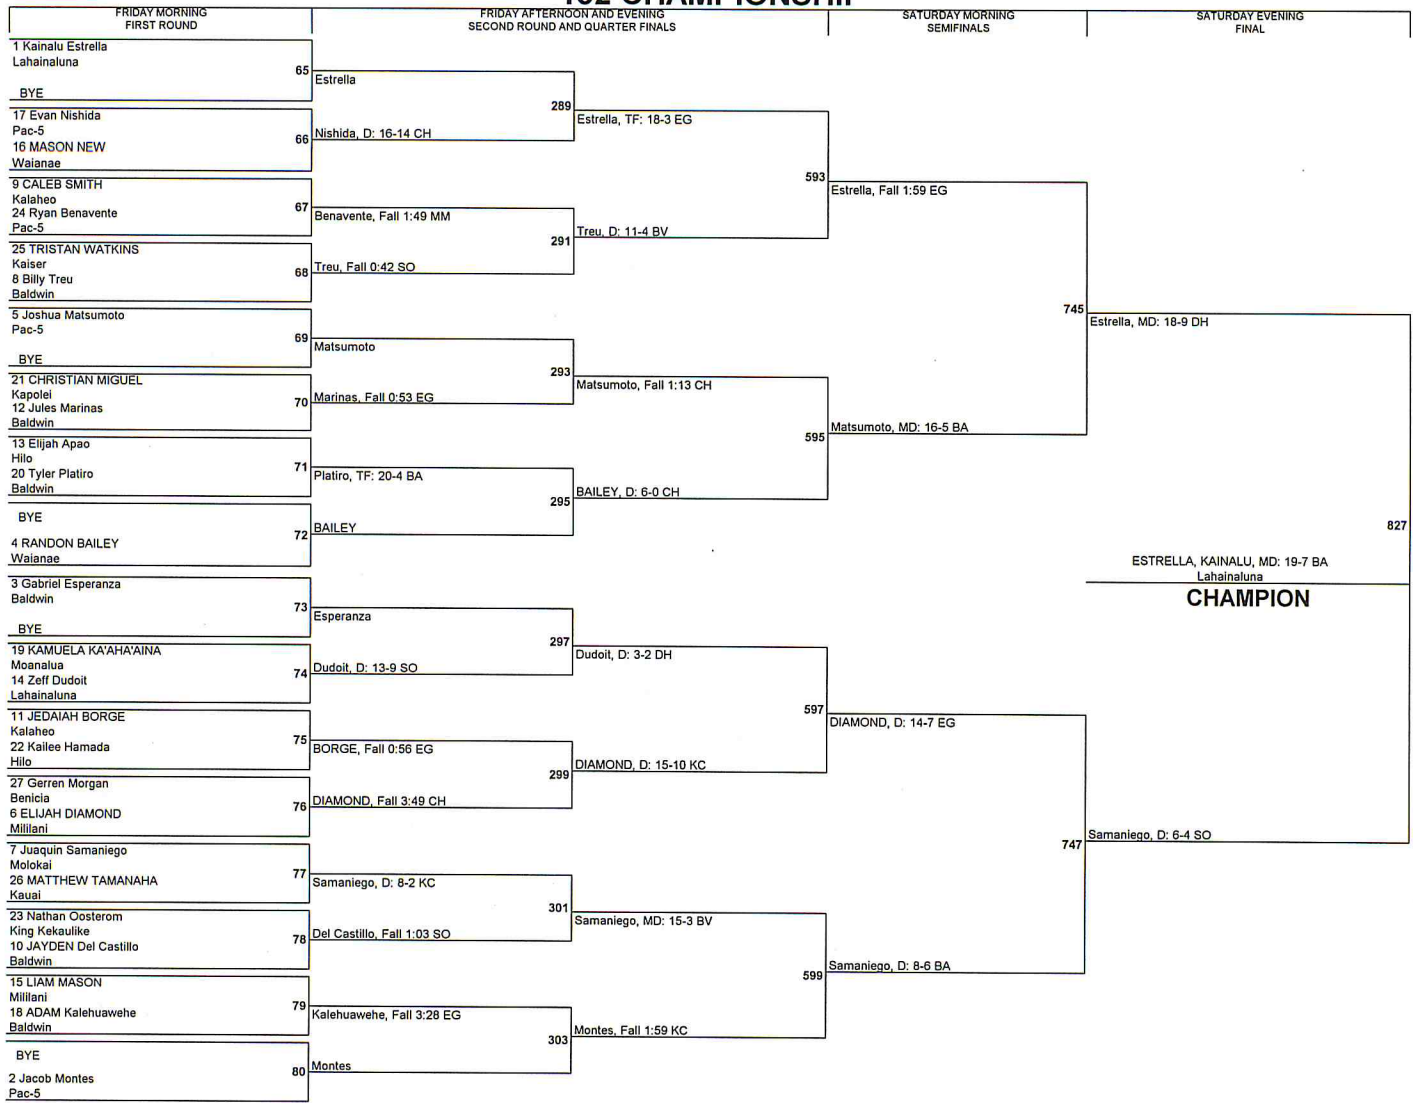 FRIDAY MORNING
FIRST ROUND
FRIDAY AFTERNOON AND EVENING
SECOND ROUND AND QUARTER FINALS
SATURDAY MORNING
SEMIFINALS
SATURDAY EVENING
FINAL
1 Kainalu Estrella
Lahainaluna
BYE
65
17 Evan Nishida
Pac-5
16 MASON NEW
Waianae
66
9 CALEB SMITH
Kalaheo
24 Ryan Benavente
Pac-5
67
25 TRISTAN WATKINS
Kaiser
8 Billy Treu
Baldwin
68
5 Joshua Matsumoto
Pac-5
BYE
69
21 CHRISTIAN MIGUEL
Kapolei
12 Jules Marinas
Baldwin
70
13 Elijah Apao
Hilo
20 Tyler Platiro
Baldwin
71
BYE
4 RANDON BAILEY
Waianae
72
3 Gabriel Esperanza
Baldwin
BYE
73
19 KAMUELA KA'AHA'AINA
Moanalua
14 Zeff Dudoit
Lahainaluna
74
11 JEDAIAH BORGE
Kalaheo
22 Kailee Hamada
Hilo
75
27 Gerren Morgan
Benicia
6 ELIJAH DIAMOND
Mililani
76
7 Juaquin Samaniego
Molokai
26 MATTHEW TAMANAHA
Kauai
77
23 Nathan Oosterom
King Kekaulike
10 JAYDEN Del Castillo
Baldwin
78
15 LIAM MASON
Mililani
18 ADAM Kalehuawehe
Baldwin
79
BYE
2 Jacob Montes
Pac-5
80
Estrella
289
Nishida, D: 16-14 CH
Benavente, Fall 1:49 MM
291
Treu, Fall 0:42 SO
Matsumoto
293
Marinas, Fall 0:53 EG
Platiro, TF: 20-4 BA
295
BAILEY
Esperanza
297
Dudoit, D: 13-9 SO
BORGE, Fall 0:56 EG
299
DIAMOND, Fall 3:49 CH
Samaniego, D: 8-2 KC
301
Del Castillo, Fall 1:03 SO
Kalehuawehe, Fall 3:28 EG
303
Montes
Estrella, TF: 18-3 EG
593
Treu, D: 11-4 BV
Matsumoto, Fall 1:13 CH
595
BAILEY, D: 6-0 CH
Dudoit, D: 3-2 DH
597
DIAMOND, D: 15-10 KC
Samaniego, MD: 15-3 BV
599
Montes, Fall 1:59 KC
Estrella, Fall 1:59 EG
745
Matsumoto, MD: 16-5 BA
DIAMOND, D: 14-7 EG
747
Samaniego, D: 8-6 BA
Estrella, MD: 18-9 DH
827
Samaniego, D: 6-4 SO
ESTRELLA, KAINALU, MD: 19-7 BA
Lahainaluna
CHAMPION